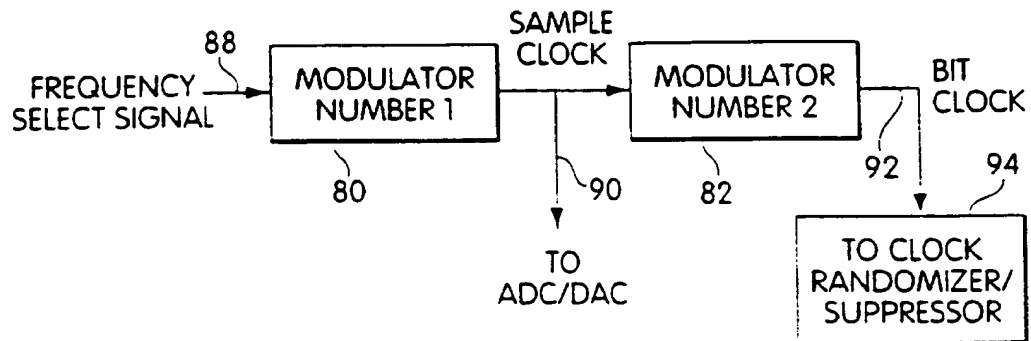 88
FREQUENCY
SELECT SIGNAL
MODULATOR
NUMBER 1
80
SAMPLE
CLOCK
90
TO
ADC/DAC
MODULATOR
NUMBER 2
82
BIT
CLOCK
92
94
TO CLOCK
RANDOMIZER/
SUPPRESSOR